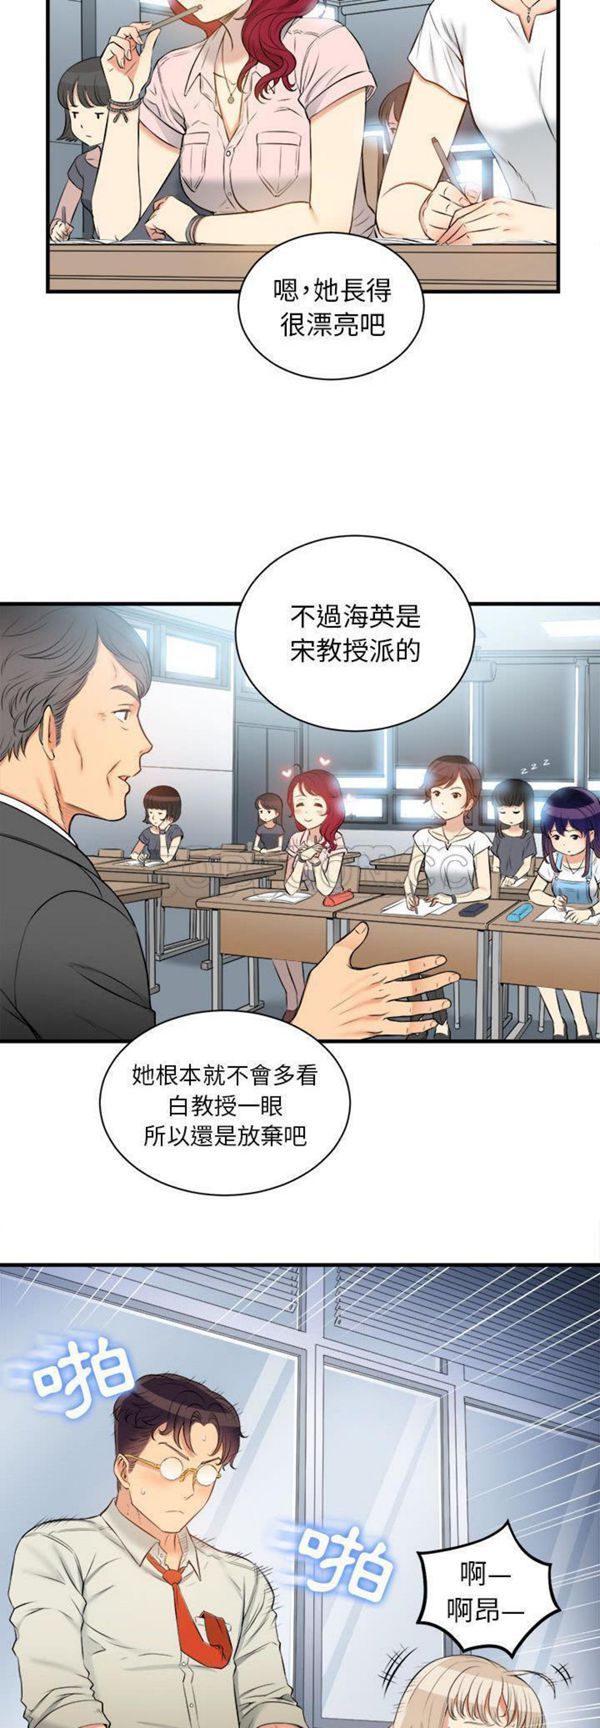 嗯，她長得
很漂亮吧
不過海英是
宋教授派的
z z z
她根本就不會多看
白教授一眼
所以還是放棄吧
啪
啪
啊—
啊昂—